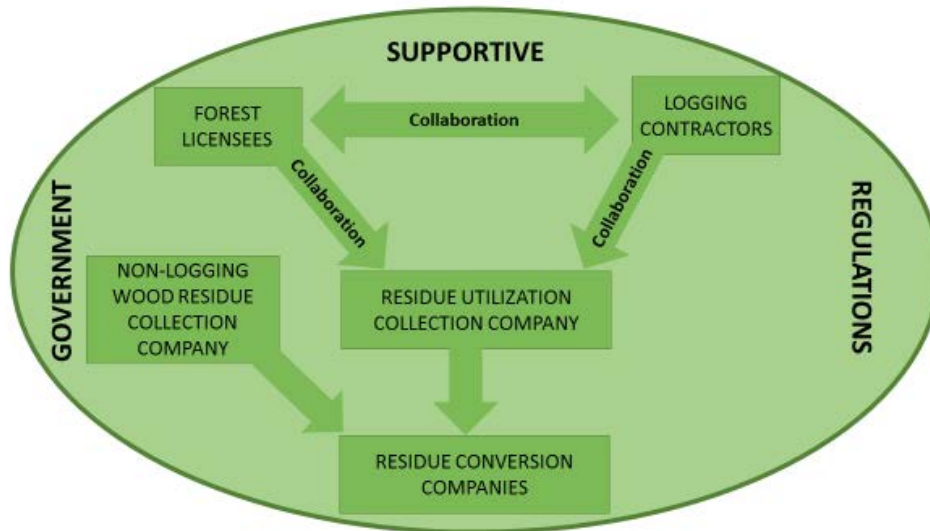 SUPPORTIVE
FOREST
LICENSEES
Collaboration
LOGGING
CONTRACTORS
Collaboration
Collaboration
GOVERNMENT
REGULATIONS
NON-LOGGING
WOOD RESIDUE
COLLECTION
COMPANY
RESIDUE UTILIZATION
COLLECTION COMPANY
RESIDUE CONVERSION
COMPANIES